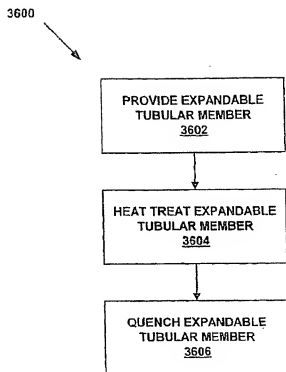 3600
PROVIDE EXPANDABLE
TUBULAR MEMBER
3602
HEAT TREAT EXPANDABLE
TUBULAR MEMBER
3604
QUENCH EXPANDABLE
TUBULAR MEMBER
3606